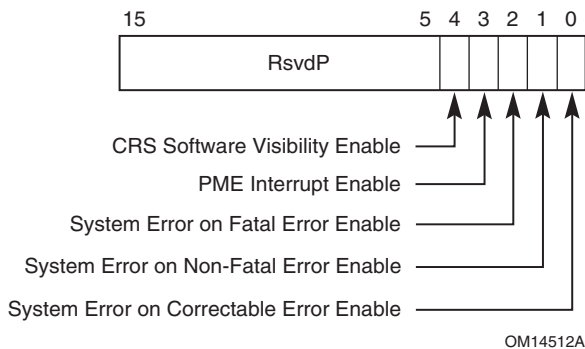 15 5 4 3 2 1 0
RsvdP
CRS Software Visibility Enable
PME Interrupt Enable
System Error on Fatal Error Enable
System Error on Non-Fatal Error Enable
System Error on Correctable Error Enable
OM14512A